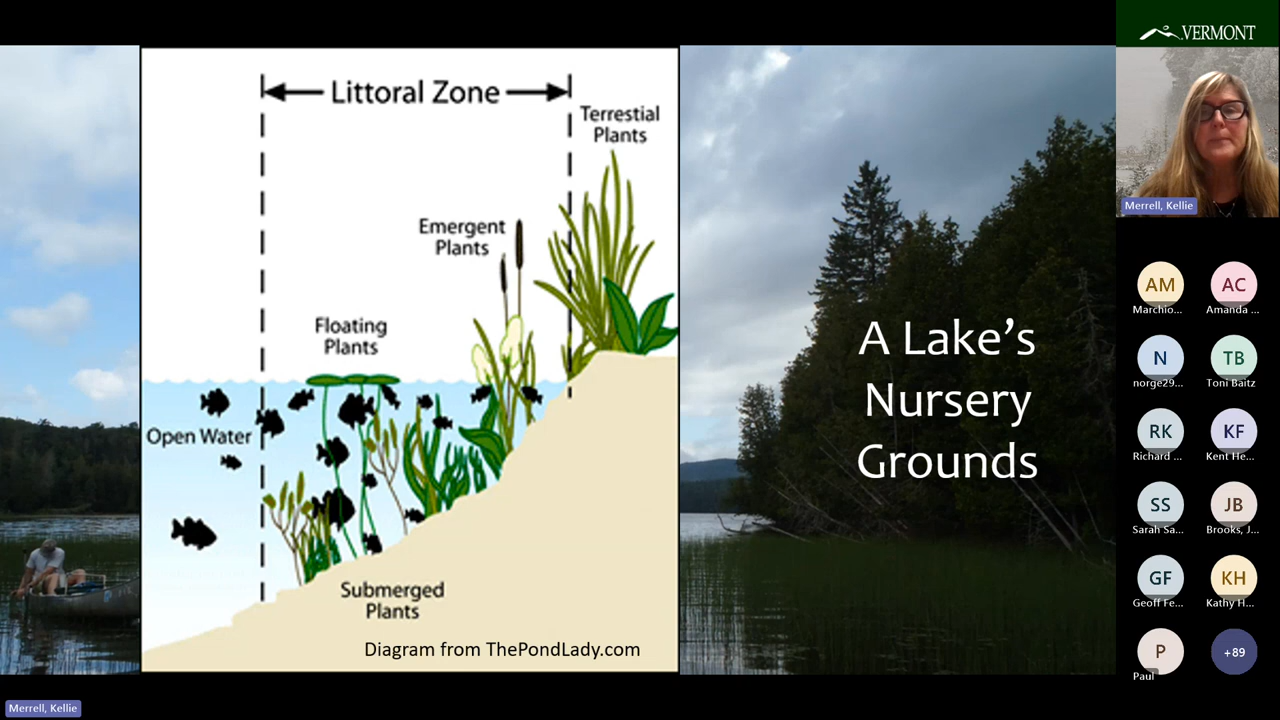 Littoral Zone
Terrestial
Plants
Emergent
Plants
Floating
Plants
Open Water
Submerged
Plants
Diagram from ThePondLady.com
A Lake's
Nursery
Grounds
VERMONT
Merrell, Kellie
AM
Marchio...
AC
Amanda ...
N
norge29...
TB
Toni Baitz
RK
Richard ...
KF
Kent He...
SS
Sarah Sa...
JB
Brooks, J...
GF
Geoff Fe...
KH
Kathy H...
P
Paul
+89
Merrell, Kellie